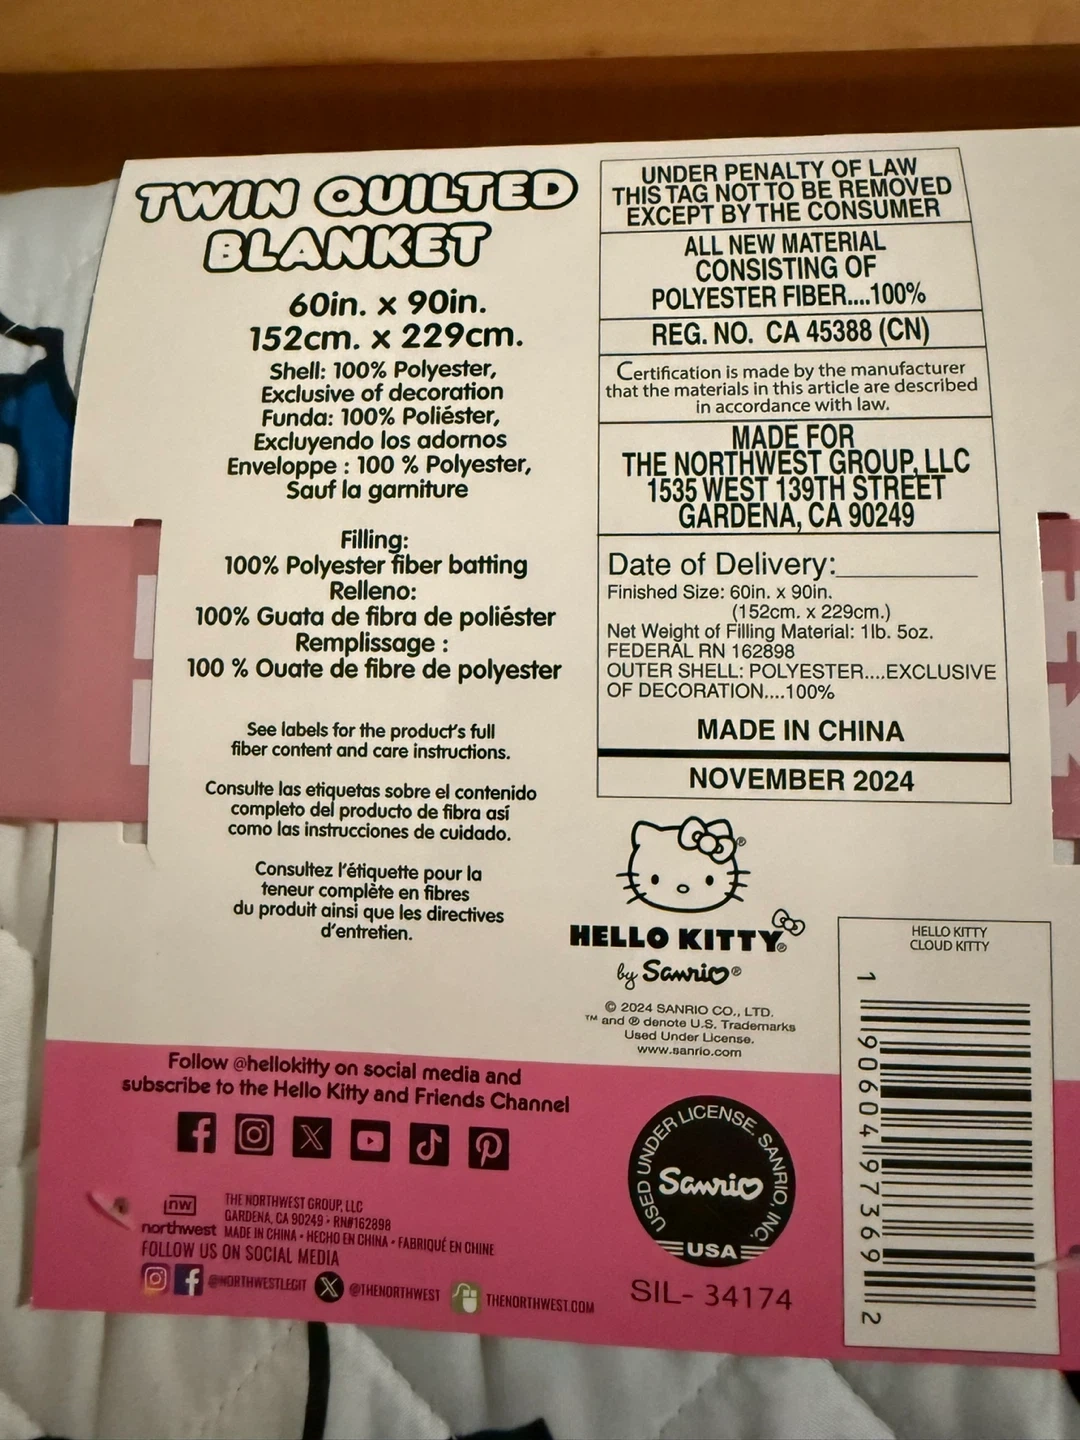 TWIN QUILTED
BLANKET
60in. x 90in.
152cm. x 229cm.
Shell: 100% Polyester,
Exclusive of decoration
Funda: 100% Poliéster,
Excluyendo los adornos
Enveloppe : 100 % Polyester,
Sauf la garniture
Filling:
100% Polyester fiber batting
Relleno:
100% Guata de fibra de poliéster
Remplissage :
100 % Ouate de fibre de polyester
See labels for the product's full
fiber content and care instructions.
Consulte las etiquetas sobre el contenido
completo del producto de fibra así
como las instrucciones de cuidado.
Consultez l'étiquette pour la
teneur complète en fibres
du produit ainsi que les directives
d'entretien.
UNDER PENALTY OF LAW
THIS TAG NOT TO BE REMOVED
EXCEPT BY THE CONSUMER
ALL NEW MATERIAL
CONSISTING OF
POLYESTER FIBER....100%
REG. NO. CA 45388 (CN)
Certification is made by the manufacturer
that the materials in this article are described
in accordance with law.
MADE FOR
THE NORTHWEST GROUP, LLC
1535 WEST 139TH STREET
GARDENA, CA 90249
Date of Delivery:__________
Finished Size: 60in. x 90in.
(152cm. x 229cm.)
Net Weight of Filling Material: 1lb. 5oz.
FEDERAL RN 162898
OUTER SHELL: POLYESTER....EXCLUSIVE
OF DECORATION....100%
MADE IN CHINA
NOVEMBER 2024
HELLO KITTY®
by Sanrio®
© 2024 SANRIO CO., LTD.
™ and ® denote U.S. Trademarks
Used Under License.
www.sanrio.com
HELLO KITTY
CLOUD KITTY
1 90604 97369 2
Follow @hellokitty on social media and
subscribe to the Hello Kitty and Friends Channel
USED UNDER LICENSE. SANRIO, INC.
Sanrio
USA
SIL- 34174
nw
northwest
THE NORTHWEST GROUP, LLC
GARDENA, CA 90249 • RN#162898
MADE IN CHINA • HECHO EN CHINA • FABRIQUÉ EN CHINE
FOLLOW US ON SOCIAL MEDIA
@NORTHWESTLEGIT
@THENORTHWEST
THENORTHWEST.COM